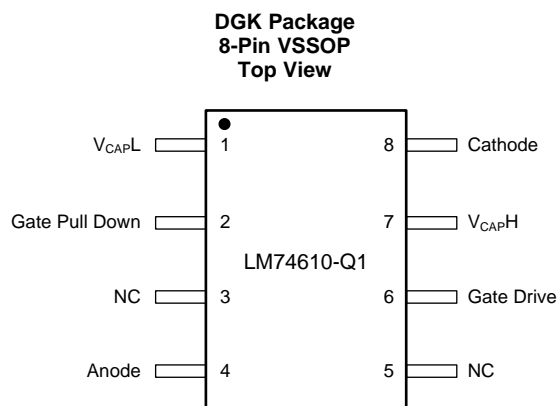 DGK Package
8-Pin VSSOP
Top View
VCAPL 1 8 Cathode
Gate Pull Down 2 7 VCAPH
LM74610-Q1
NC 3 6 Gate Drive
Anode 4 5 NC